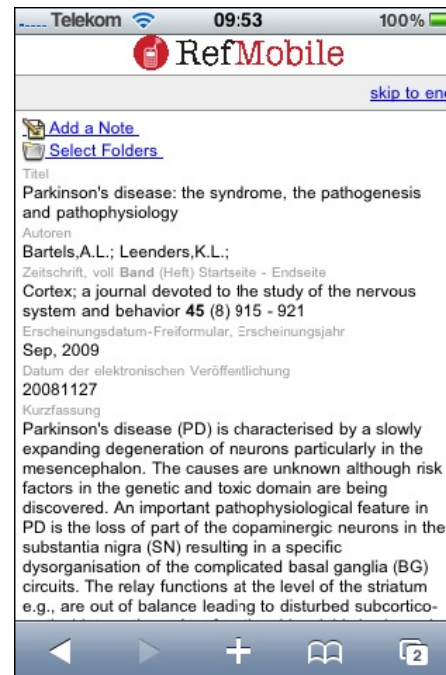 Telekom 09:53 100%
RefMobile
skip to en
Add a Note
Select Folders
Titel
Parkinson's disease: the syndrome, the pathogenesis
and pathophysiology
Autoren
Bartels,A.L.; Leenders,K.L.;
Zeitschrift, voll Band (Heft) Startseite - Endseite
Cortex; a journal devoted to the study of the nervous
system and behavior 45 (8) 915 - 921
Erscheinungsdatum-Freiformular, Erscheinungsjahr
Sep, 2009
Datum der elektronischen Veröffentlichung
20081127
Kurzfassung
Parkinson's disease (PD) is characterised by a slowly
expanding degeneration of neurons particularly in the
mesencephalon. The causes are unknown although risk
factors in the genetic and toxic domain are being
discovered. An important pathophysiological feature in
PD is the loss of part of the dopaminergic neurons in the
substantia nigra (SN) resulting in a specific
dysorganisation of the complicated basal ganglia (BG)
circuits. The relay functions at the level of the striatum
e.g., are out of balance leading to disturbed subcortico-
2